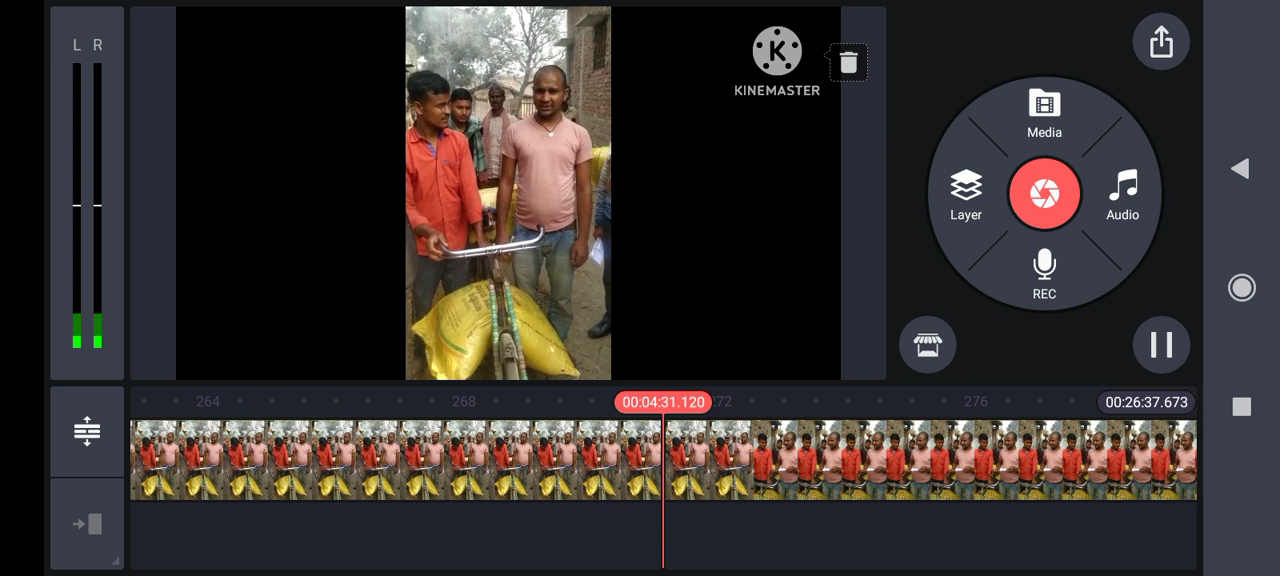 L R
K
KINEMASTER
Media
Layer
Audio
REC
264
268
00:04:31.120
272
276
00:26:37.673